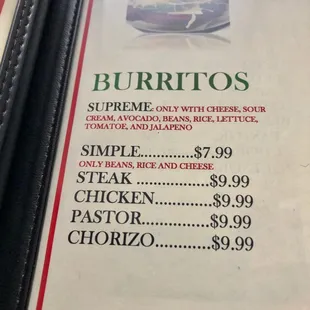 BURRITOS
SUPREME: ONLY WITH CHEESE, SOUR
CREAM, AVOCADO, BEANS, RICE, LETTUCE,
TOMATOE, AND JALAPENO
SIMPLE.............$7.99
ONLY BEANS, RICE AND CHEESE
STEAK ..............$9.99
CHICKEN..........$9.99
PASTOR............$9.99
CHORIZO..........$9.99